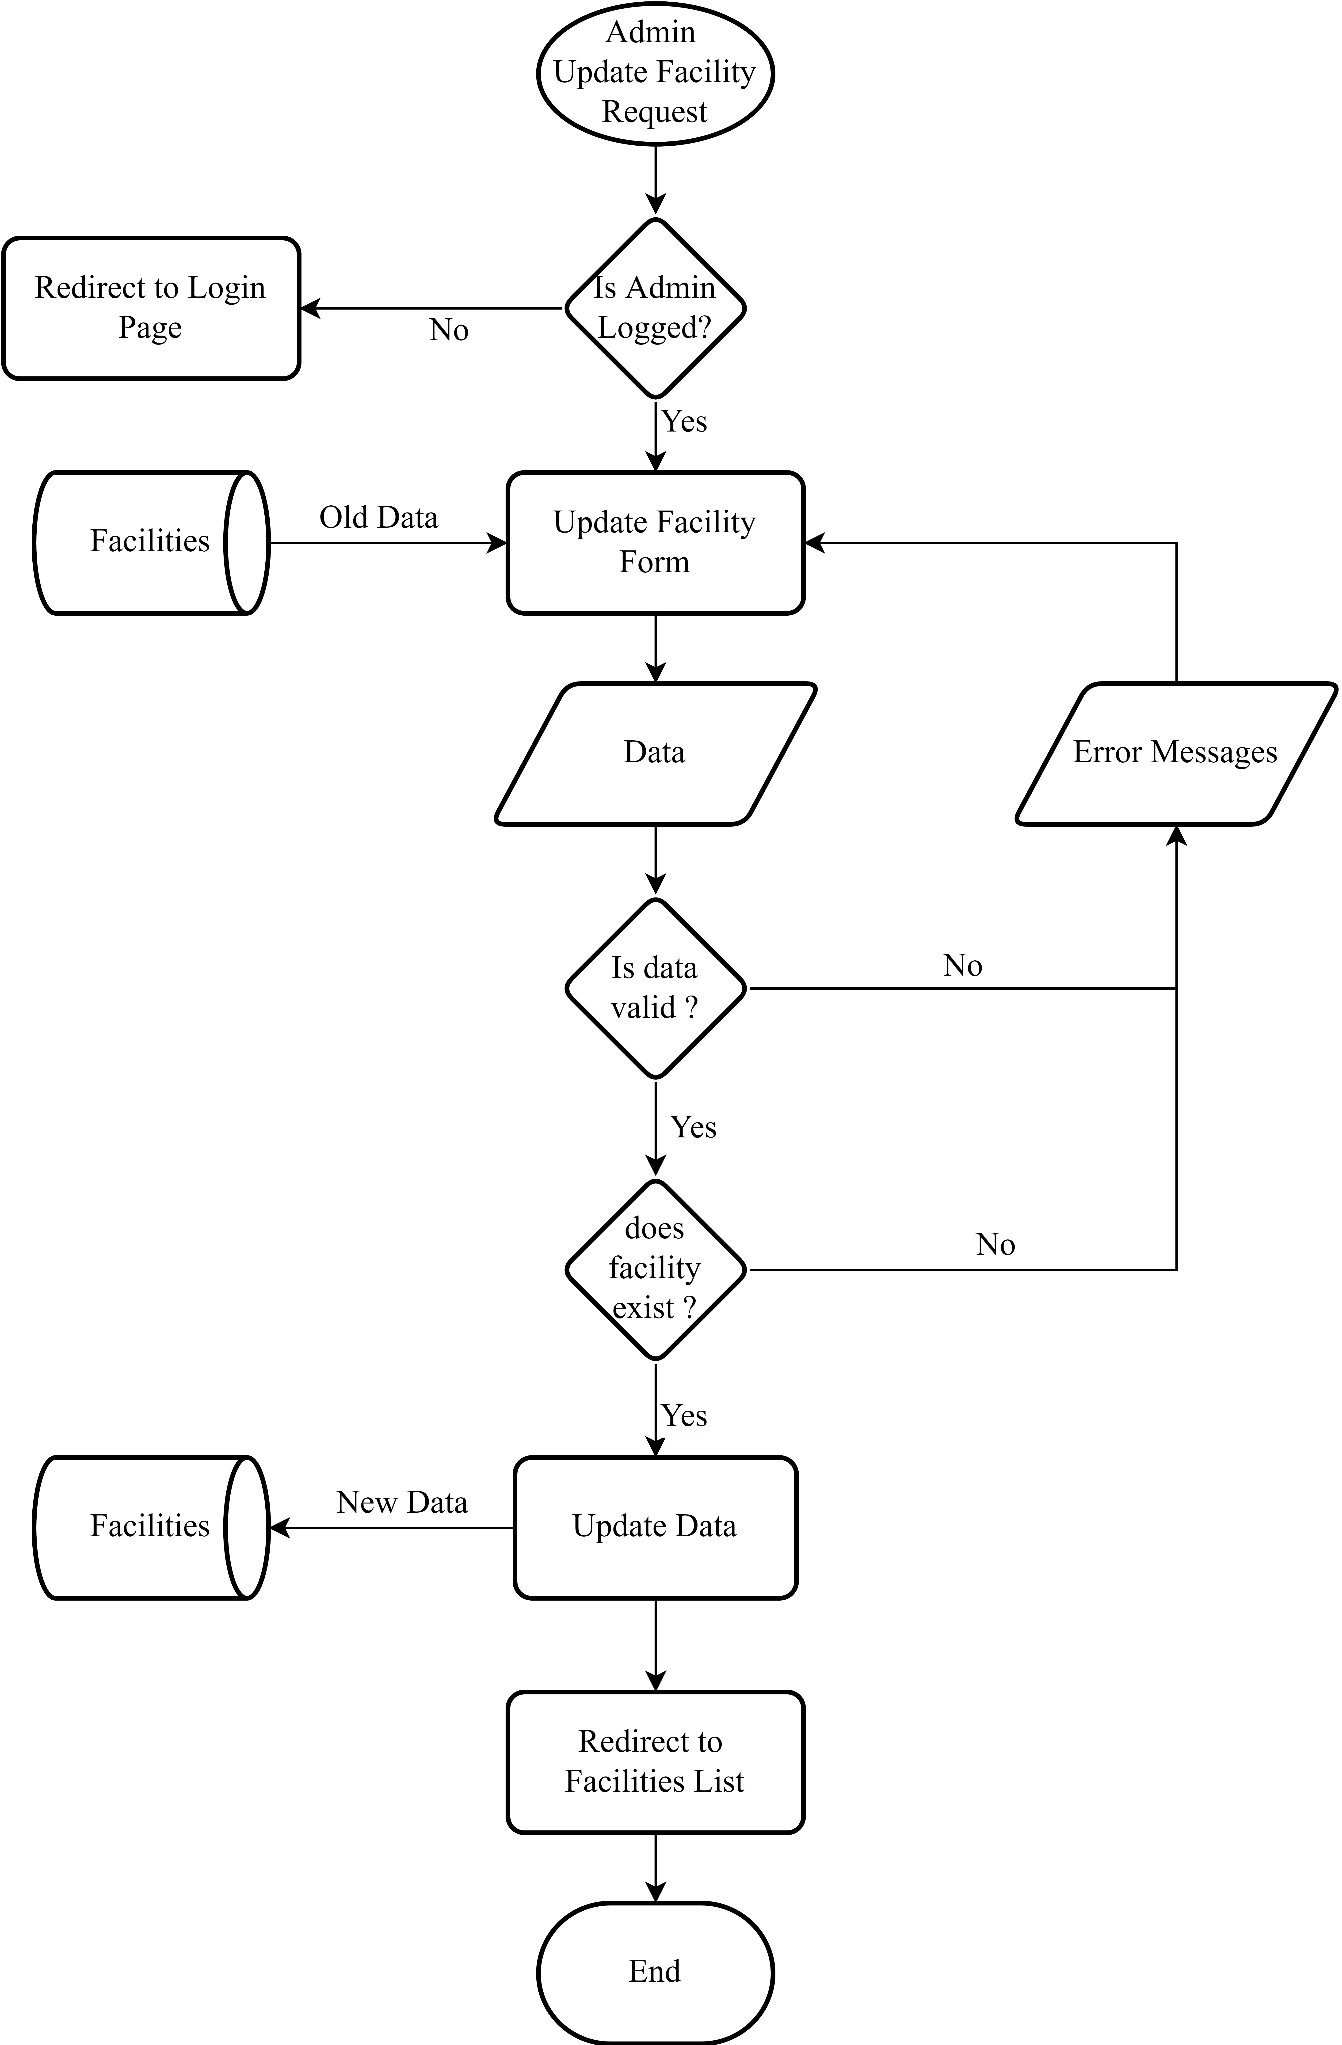 Admin
Update Facility
Request
Is Admin
Logged?
No
Redirect to Login
Page
Yes
Facilities
Old Data
Update Facility
Form
Data
Error Messages
Is data
valid ?
No
Yes
does
facility
exist ?
No
Yes
Facilities
New Data
Update Data
Redirect to
Facilities List
End